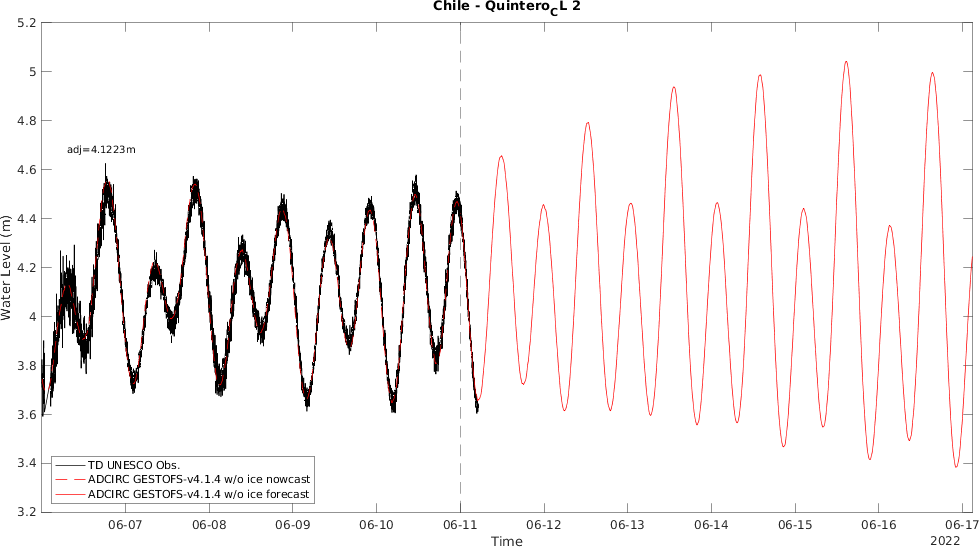 Chile - Quintero_CL 2
5.2
5
4.8
4.6
4.4
4.2
4
3.8
3.6
3.4
3.2
Water Level (m)
adj=4.1223m
TD UNESCO Obs.
ADCIRC GESTOFS-v4.1.4 w/o ice nowcast
ADCIRC GESTOFS-v4.1.4 w/o ice forecast
06-07 06-08 06-09 06-10 06-11 06-12 06-13 06-14 06-15 06-16 06-17
Time
2022